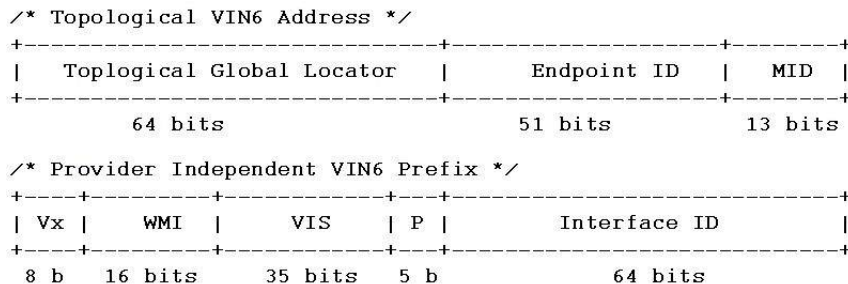 /* Topological VIN6 Address */
+-------------------------------+--------------------+--------+
| Toplogical Global Locator | Endpoint ID | MID |
+-------------------------------+--------------------+--------+
64 bits 51 bits 13 bits
/* Provider Independent VIN6 Prefix */
+----+---------+------------+---+-----------------------------+
| Vx | WMI | VIS | P | Interface ID |
+----+---------+------------+---+-----------------------------+
8 b 16 bits 35 bits 5 b 64 bits